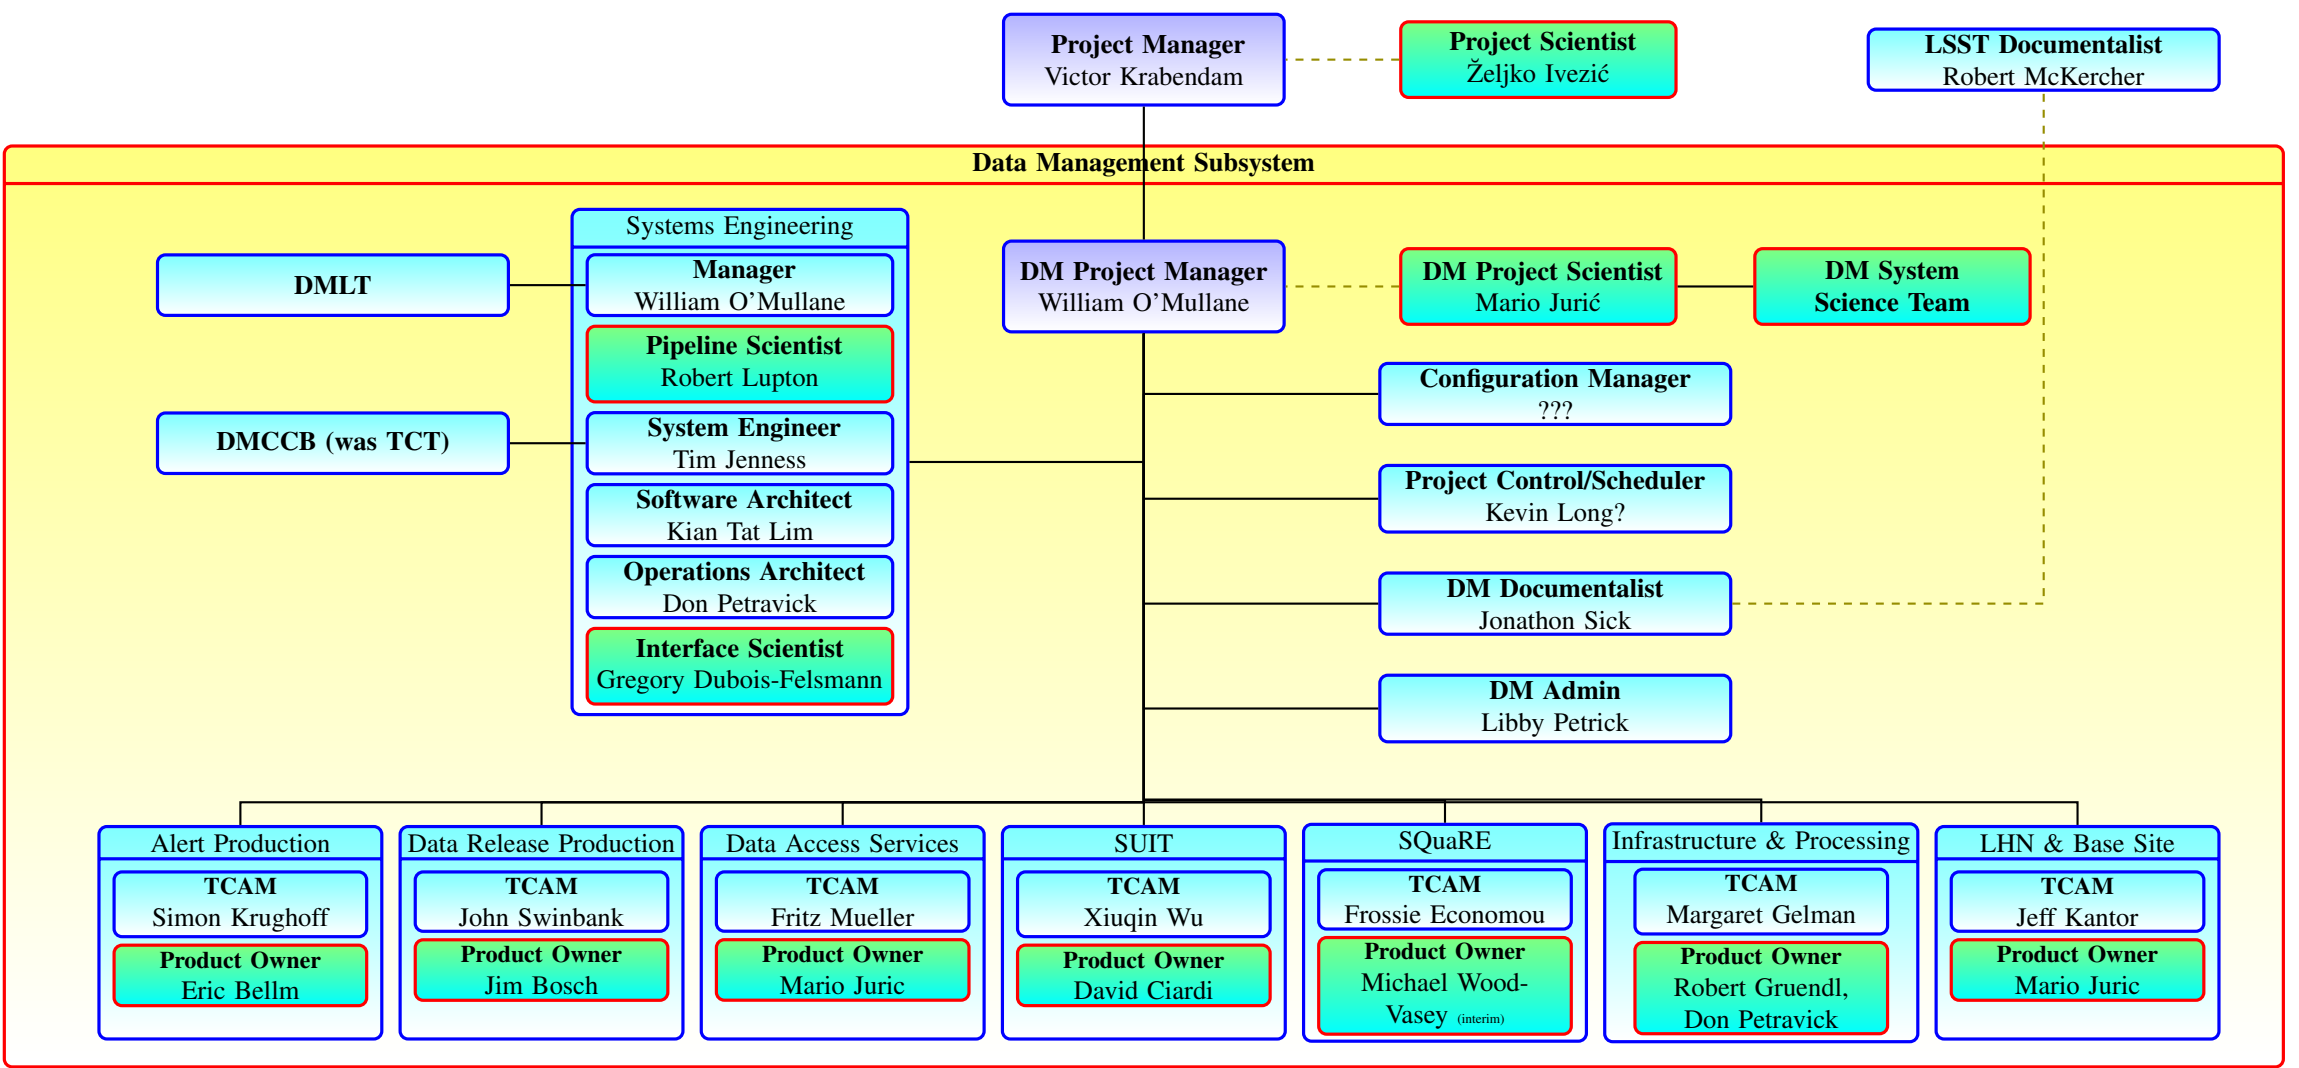 Project Manager
Victor Krabendam
Project Scientist
Željko Ivezić
LSST Documentalist
Robert McKercher
Data Management Subsystem
Systems Engineering
Manager
William O’Mullane
Pipeline Scientist
Robert Lupton
System Engineer
Tim Jenness
Software Architect
Kian Tat Lim
Operations Architect
Don Petravick
Interface Scientist
Gregory Dubois-Felsmann
DMLT
DMCCB (was TCT)
DM Project Manager
William O’Mullane
DM Project Scientist
Mario Jurić
DM System
Science Team
Configuration Manager
???
Project Control/Scheduler
Kevin Long?
DM Documentalist
Jonathon Sick
DM Admin
Libby Petrick
Alert Production
TCAM
Simon Krughoff
Product Owner
Eric Bellm
Data Release Production
TCAM
John Swinbank
Product Owner
Jim Bosch
Data Access Services
TCAM
Fritz Mueller
Product Owner
Mario Juric
SUIT
TCAM
Xiuqin Wu
Product Owner
David Ciardi
SQuaRE
TCAM
Frossie Economou
Product Owner
Michael Wood-
Vasey (interim)
Infrastructure & Processing
TCAM
Margaret Gelman
Product Owner
Robert Gruendl,
Don Petravick
LHN & Base Site
TCAM
Jeff Kantor
Product Owner
Mario Juric